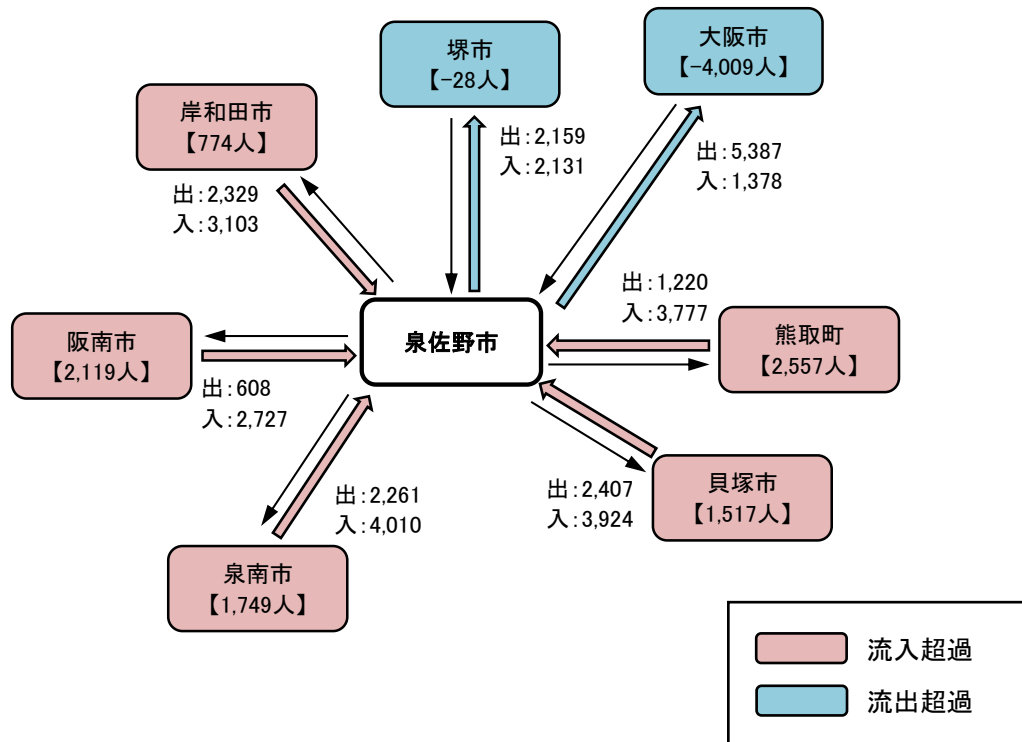 堺市
【-28人】
大阪市
【-4,009人】
岸和田市
【774人】
出:2,159
入:2,131
出:5,387
入:1,378
出:2,329
入:3,103
出:1,220
入:3,777
阪南市
【2,119人】
泉佐野市
熊取町
【2,557人】
出:608
入:2,727
出:2,261
入:4,010
出:2,407
入:3,924
貝塚市
【1,517人】
泉南市
【1,749人】
流入超過
流出超過